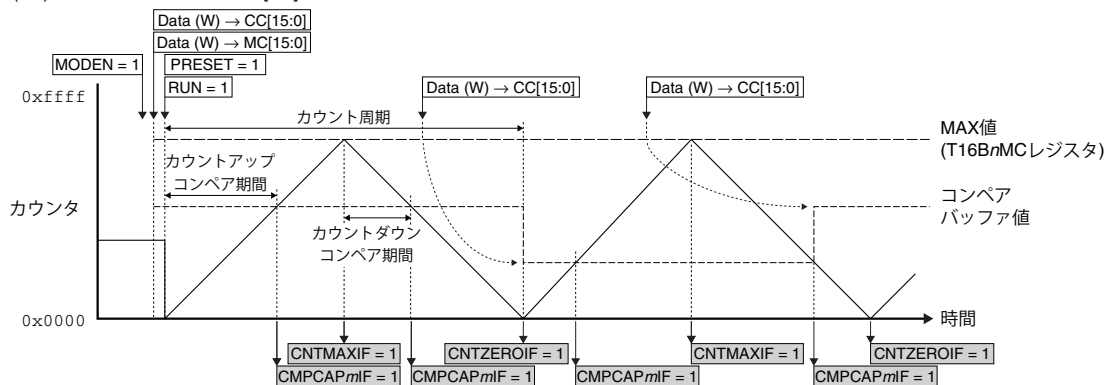 Data (W) → CC[15:0]
Data (W) → MC[15:0]
MODEN = 1
PRESET = 1
RUN = 1
Data (W) → CC[15:0]
Data (W) → CC[15:0]
0xffff
カウント周期
MAX値
(T16BnMCレジスタ)
カウントアップ
コンペア期間
カウンタ
コンペア
バッファ値
カウントダウン
コンペア期間
0x0000
時間
CNTMAXIF = 1
CNTZEROIF = 1
CNTMAXIF = 1
CNTZEROIF = 1
CMPCAPmIF = 1
CMPCAPmIF = 1
CMPCAPmIF = 1
CMPCAPmIF = 1